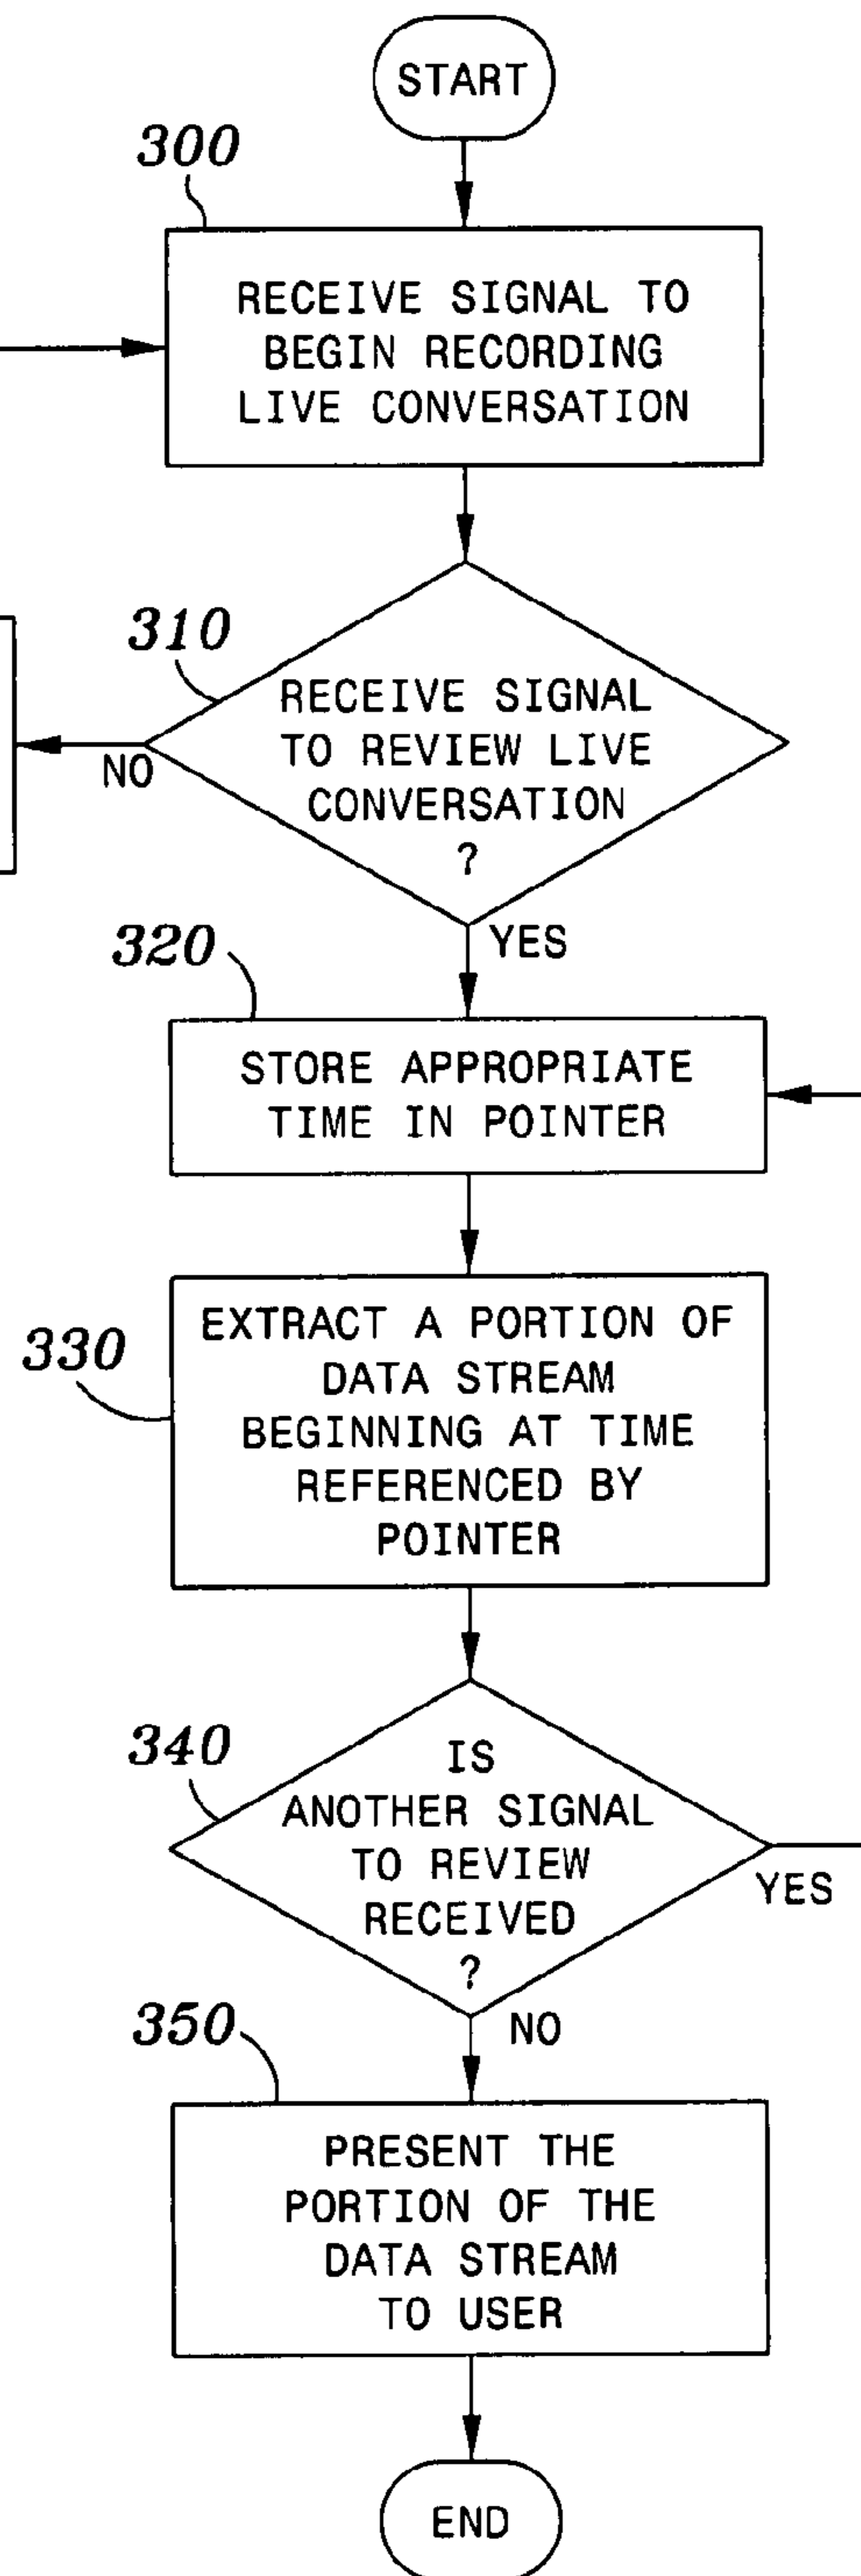 START
300
RECEIVE SIGNAL TO
BEGIN RECORDING
LIVE CONVERSATION
310
RECEIVE SIGNAL
TO REVIEW LIVE
CONVERSATION
?
NO
YES
320
STORE APPROPRIATE
TIME IN POINTER
330
EXTRACT A PORTION OF
DATA STREAM
BEGINNING AT TIME
REFERENCED BY
POINTER
340
IS
ANOTHER SIGNAL
TO REVIEW
RECEIVED
?
YES
NO
350
PRESENT THE
PORTION OF THE
DATA STREAM
TO USER
END